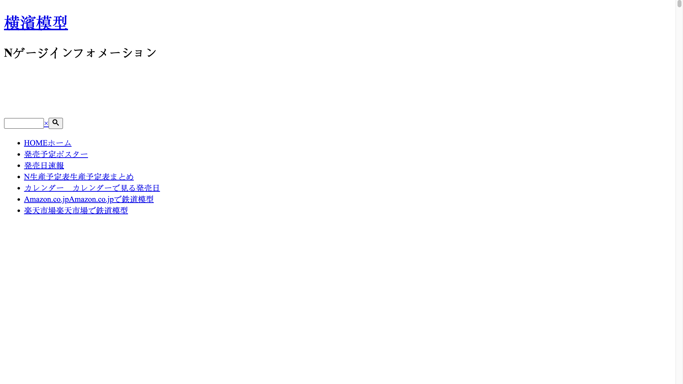 横濱模型
Nゲージインフォメーション
×
HOMEホーム
発売予定ポスター
発売日速報
N生産予定表生産予定表まとめ
カレンダー　カレンダーで見る発売日
Amazon.co.jpAmazon.co.jpで鉄道模型
楽天市場楽天市場で鉄道模型